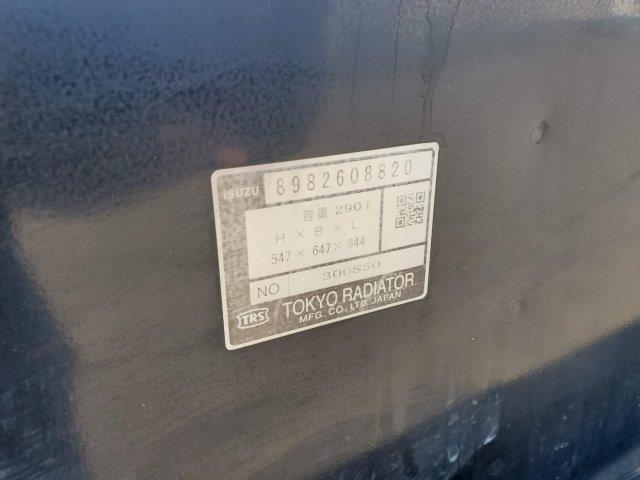 ISUZU 8982608820
容量 290ℓ
H × B × L
547 × 647 × 844
NO. 300850
TRS TOKYO RADIATOR
MFG. CO., LTD. JAPAN